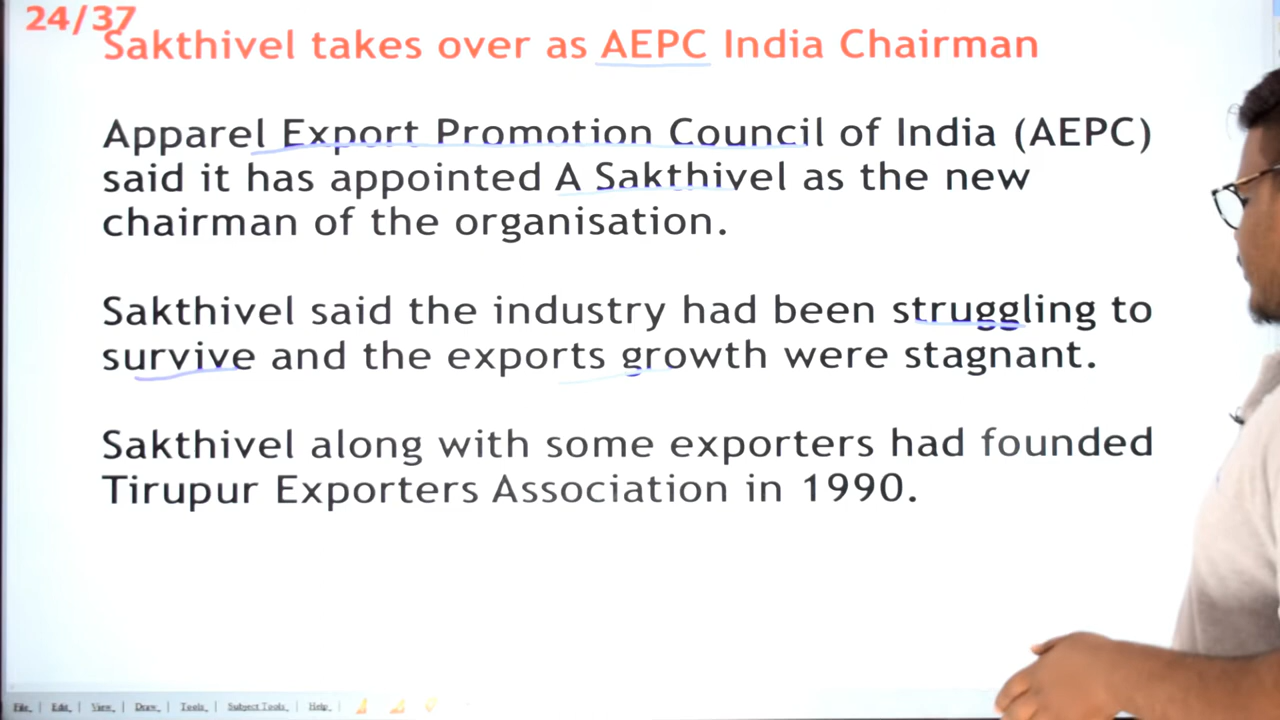 24/37
Sakthivel takes over as AEPC India Chairman
Apparel Export Promotion Council of India (AEPC)
said it has appointed A Sakthivel as the new
chairman of the organisation.
Sakthivel said the industry had been struggling to
survive and the exports growth were stagnant.
Sakthivel along with some exporters had founded
Tirupur Exporters Association in 1990.
File, | Edit, | View, | Draw, | Tools, | Subject Tools, | Help, |